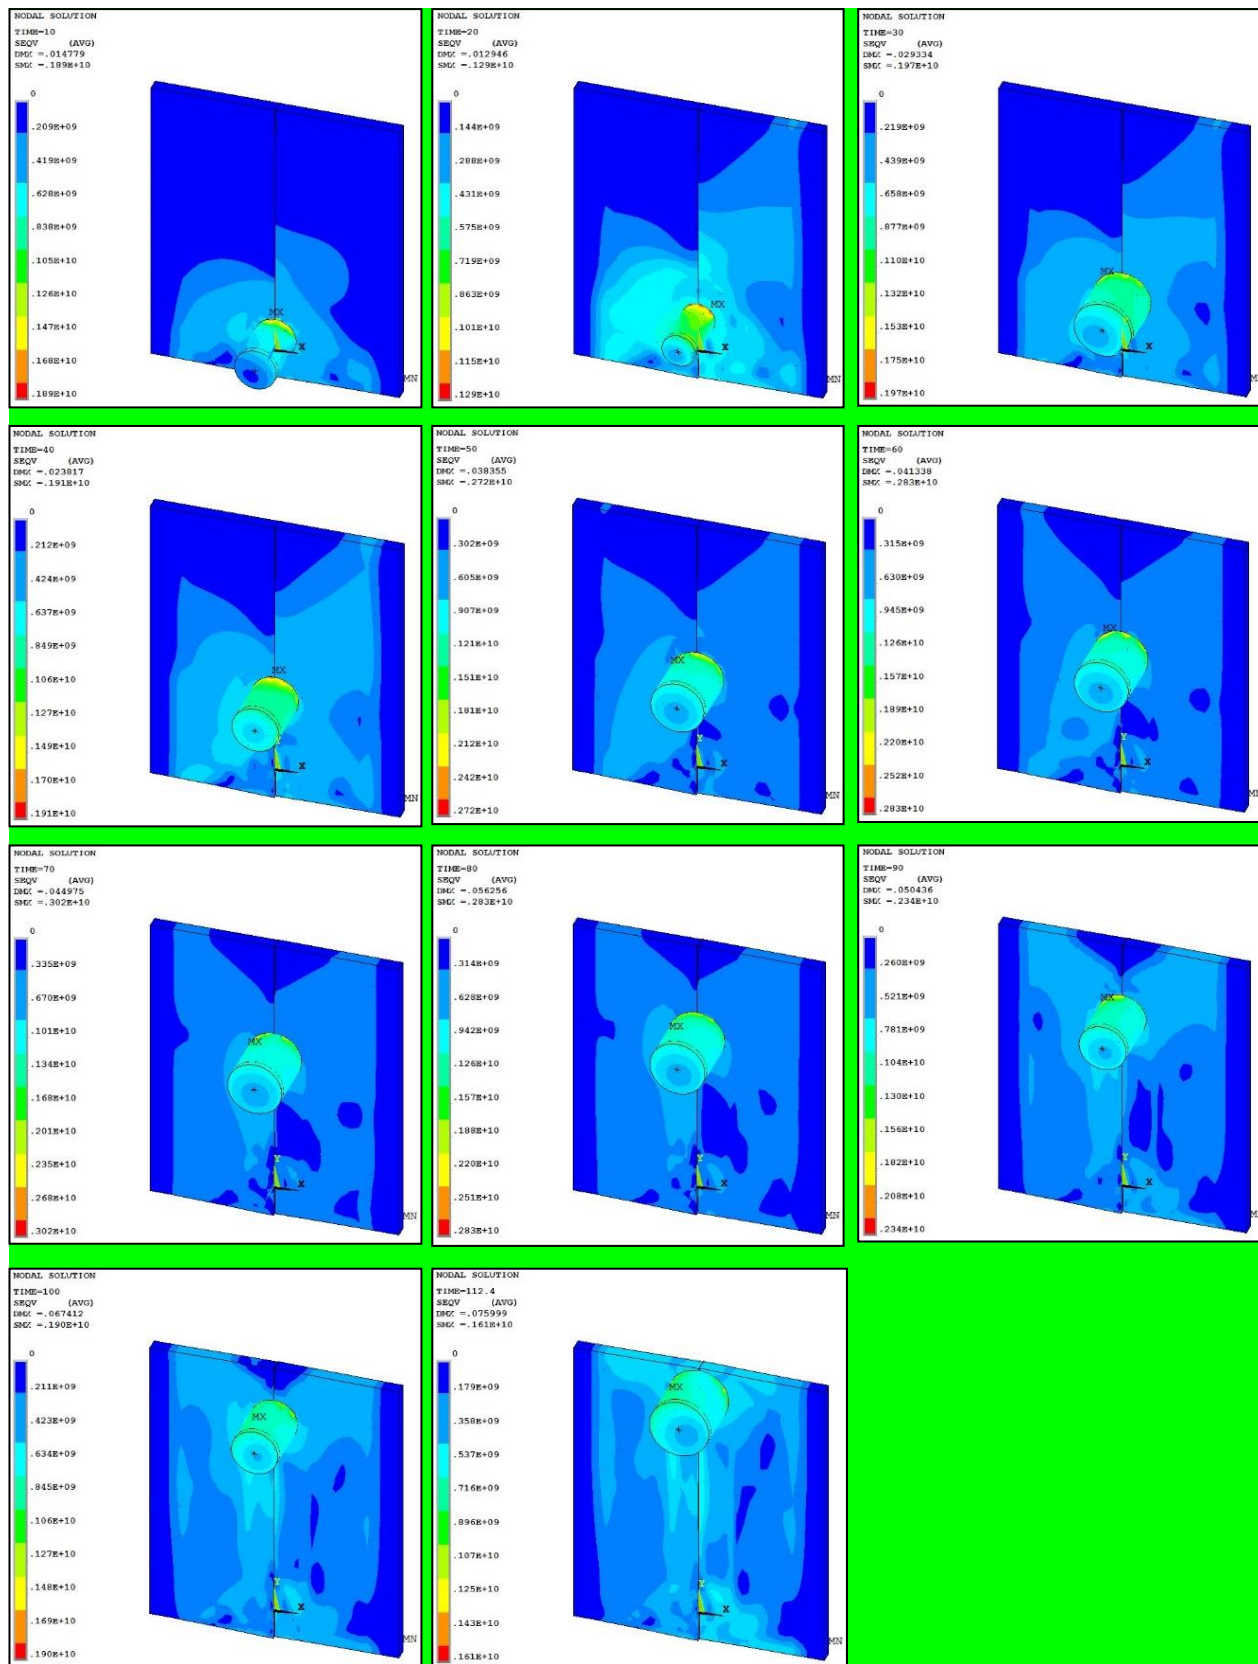 NODAL SOLUTION
TIME=10
SEQV (AVG)
DMX =.014779
SMX =.189E+10
0
.209E+09
.419E+09
.628E+09
.838E+09
.105E+10
.126E+10
.147E+10
.168E+10
.189E+10
MX
X
MN
NODAL SOLUTION
TIME=20
SEQV (AVG)
DMX =.012946
SMX =.129E+10
0
.144E+09
.288E+09
.431E+09
.575E+09
.719E+09
.863E+09
.101E+10
.115E+10
.129E+10
MX
X
MN
NODAL SOLUTION
TIME=30
SEQV (AVG)
DMX =.029334
SMX =.197E+10
0
.219E+09
.439E+09
.658E+09
.877E+09
.110E+10
.132E+10
.153E+10
.175E+10
.197E+10
MX
X
NODAL SOLUTION
TIME=40
SEQV (AVG)
DMX =.023817
SMX =.191E+10
0
.212E+09
.424E+09
.637E+09
.849E+09
.106E+10
.127E+10
.149E+10
.170E+10
.191E+10
MX
Y
X
MN
NODAL SOLUTION
TIME=50
SEQV (AVG)
DMX =.038355
SMX =.272E+10
0
.302E+09
.605E+09
.907E+09
.121E+10
.151E+10
.181E+10
.212E+10
.242E+10
.272E+10
MX
Y
X
MN
NODAL SOLUTION
TIME=60
SEQV (AVG)
DMX =.041338
SMX =.283E+10
0
.315E+09
.630E+09
.945E+09
.126E+10
.157E+10
.189E+10
.220E+10
.252E+10
.283E+10
MX
Y
X
NODAL SOLUTION
TIME=70
SEQV (AVG)
DMX =.044975
SMX =.302E+10
0
.335E+09
.670E+09
.101E+10
.134E+10
.168E+10
.201E+10
.235E+10
.268E+10
.302E+10
MX
Y
X
MN
NODAL SOLUTION
TIME=80
SEQV (AVG)
DMX =.056256
SMX =.283E+10
0
.314E+09
.628E+09
.942E+09
.126E+10
.157E+10
.188E+10
.220E+10
.251E+10
.283E+10
MX
Y
X
MN
NODAL SOLUTION
TIME=90
SEQV (AVG)
DMX =.050436
SMX =.234E+10
0
.260E+09
.521E+09
.781E+09
.104E+10
.130E+10
.156E+10
.182E+10
.208E+10
.234E+10
MX
Y
X
NODAL SOLUTION
TIME=100
SEQV (AVG)
DMX =.067412
SMX =.190E+10
0
.211E+09
.423E+09
.634E+09
.845E+09
.106E+10
.127E+10
.148E+10
.169E+10
.190E+10
MX
Y
X
MN
NODAL SOLUTION
TIME=112.4
SEQV (AVG)
DMX =.075999
SMX =.161E+10
0
.179E+09
.358E+09
.537E+09
.716E+09
.896E+09
.107E+10
.125E+10
.143E+10
.161E+10
MX
Y
X
MN